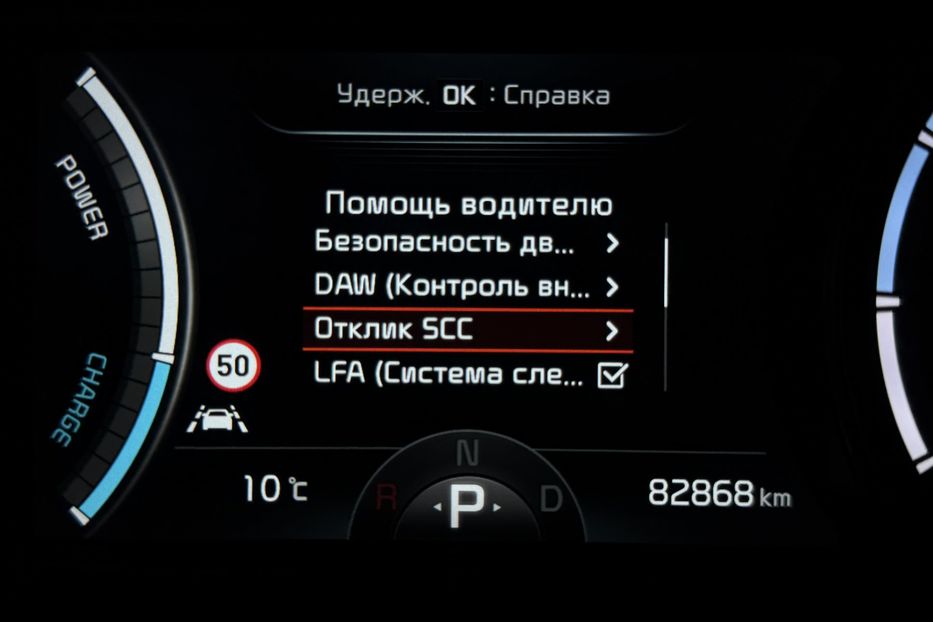 Удерж. OK : Справка
POWER
Помощь водителю
Безопасность дв...
DAW (Контроль вн...
Отклик SCC
50
LFA (Система сле...
CHARGE
N
10 °C
R
P
D
82868 km